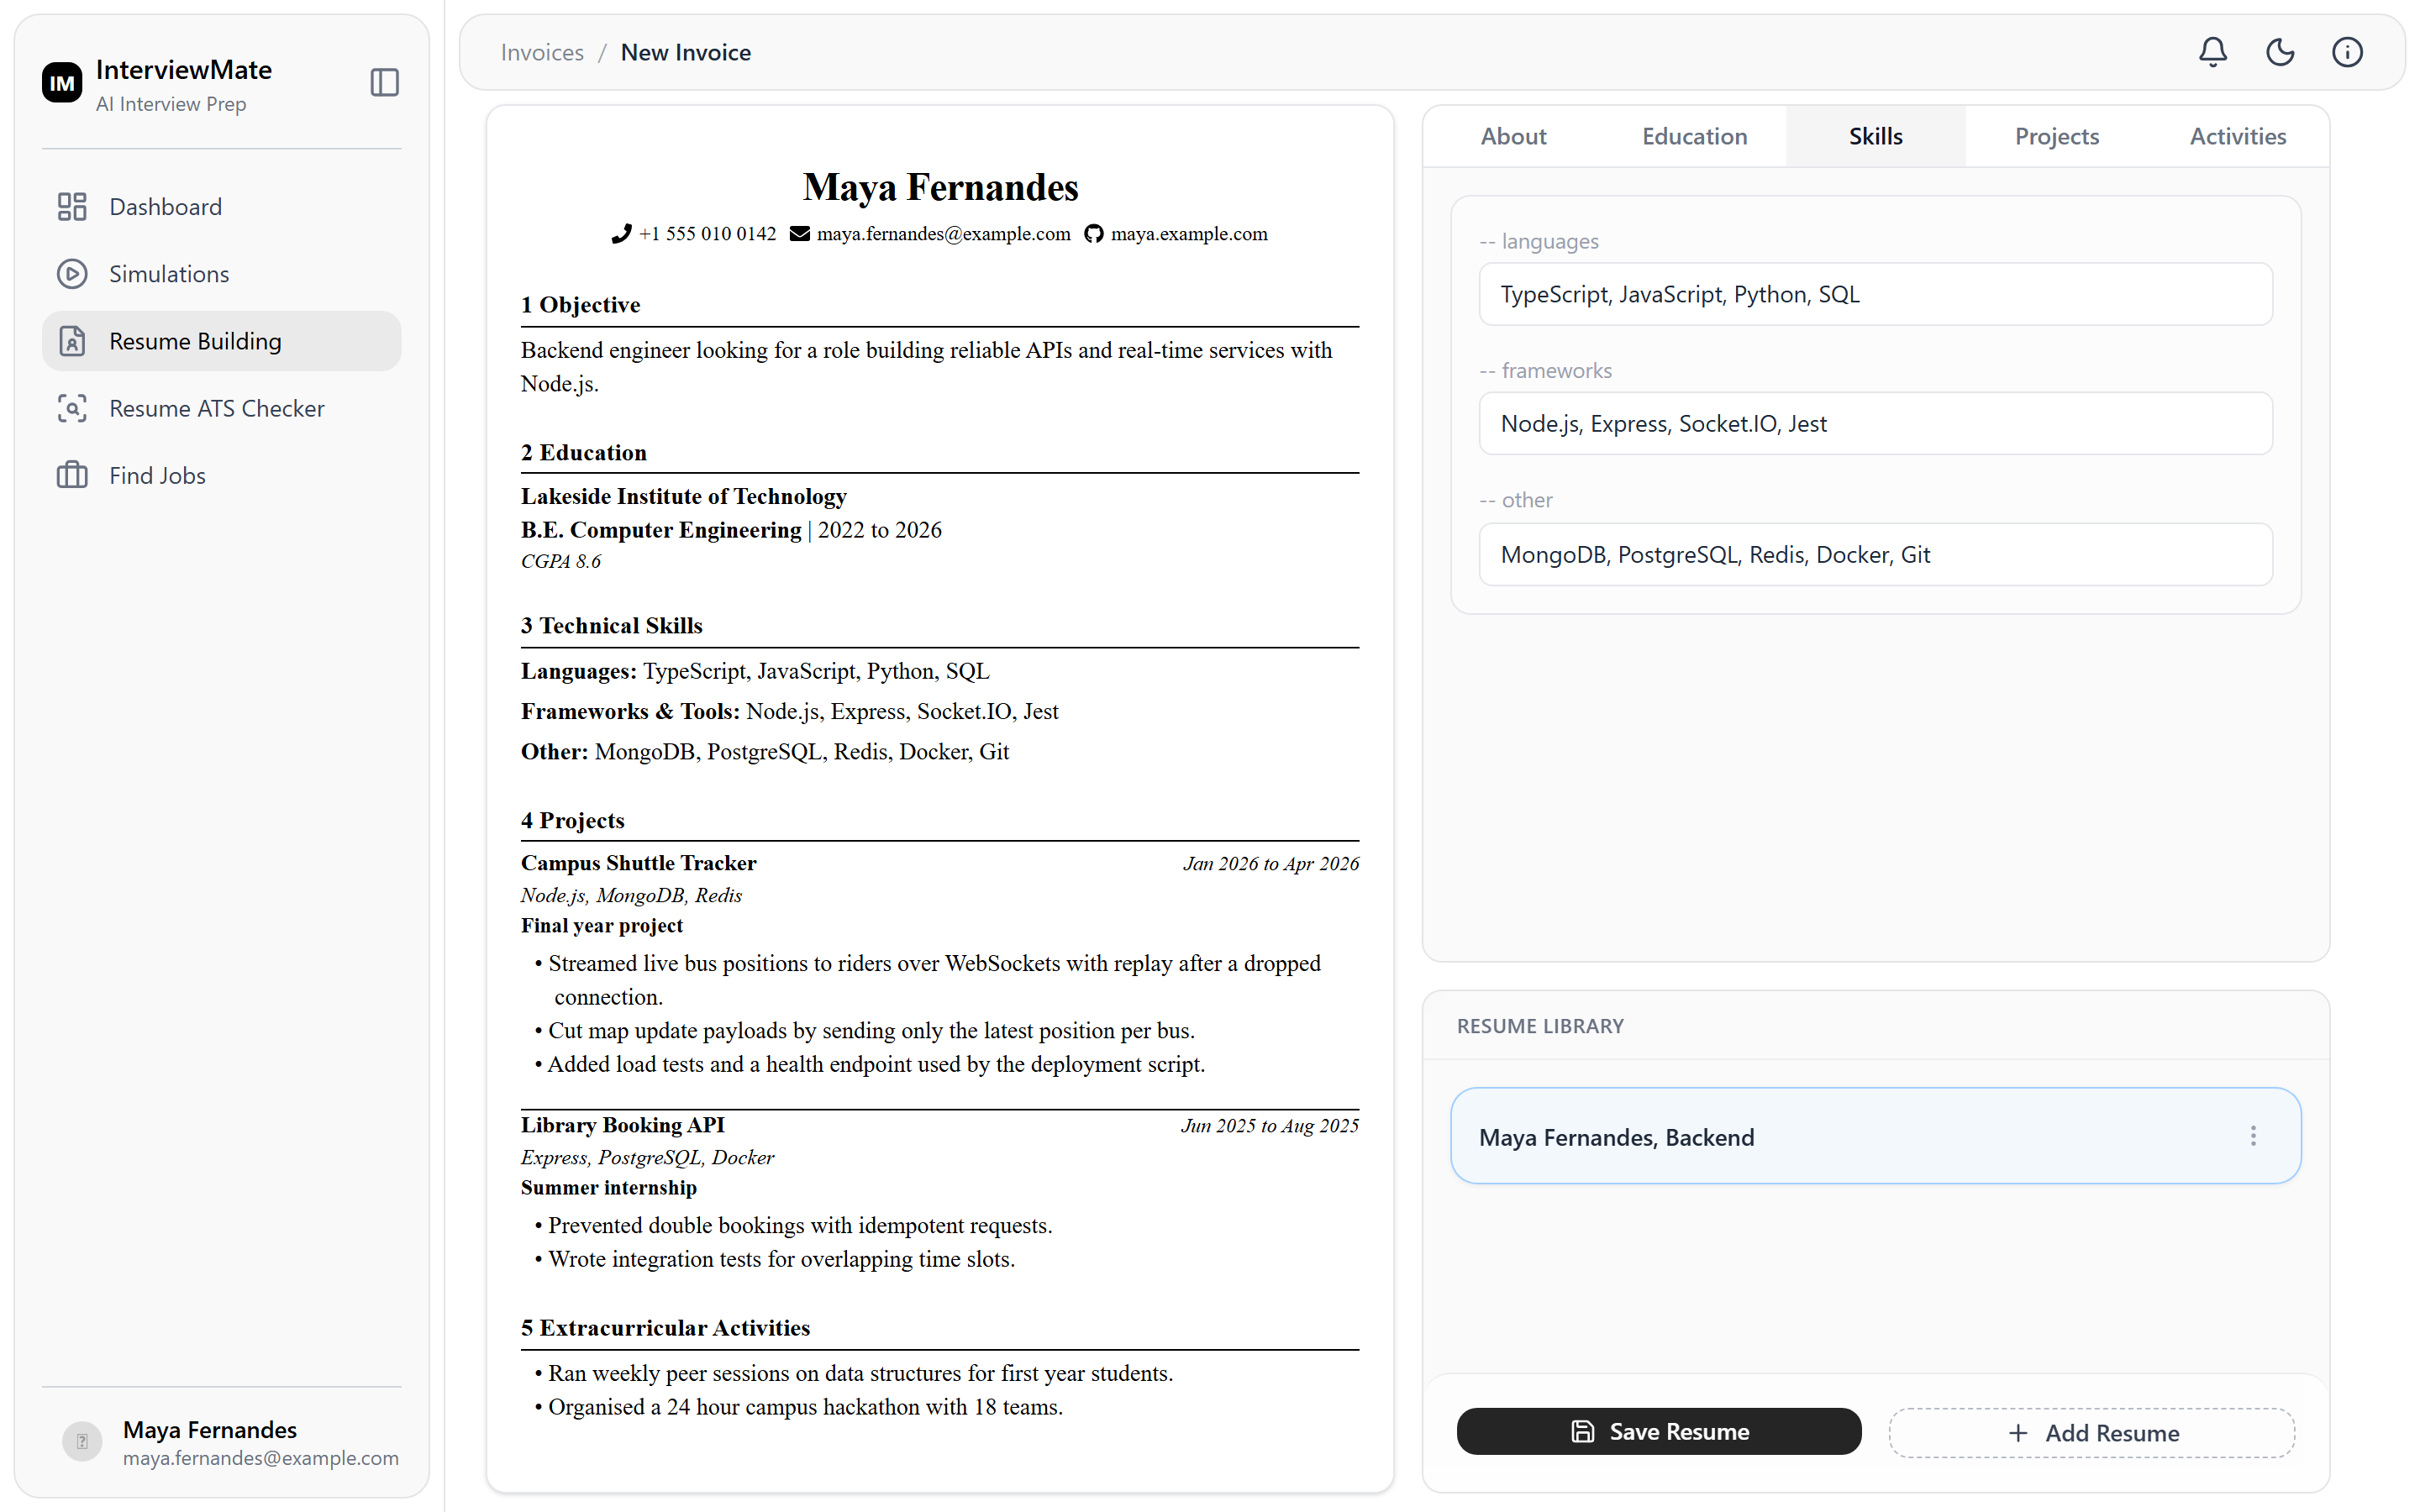 IM
InterviewMate
AI Interview Prep
Dashboard
Simulations
Resume Building
Resume ATS Checker
Find Jobs
Maya Fernandes
maya.fernandes@example.com
Invoices / New Invoice
Maya Fernandes
+1 555 010 0142 maya.fernandes@example.com maya.example.com
1 Objective
Backend engineer looking for a role building reliable APIs and real-time services with
Node.js.
2 Education
Lakeside Institute of Technology
B.E. Computer Engineering | 2022 to 2026
CGPA 8.6
3 Technical Skills
Languages: TypeScript, JavaScript, Python, SQL
Frameworks & Tools: Node.js, Express, Socket.IO, Jest
Other: MongoDB, PostgreSQL, Redis, Docker, Git
4 Projects
Campus Shuttle Tracker Jan 2026 to Apr 2026
Node.js, MongoDB, Redis
Final year project
• Streamed live bus positions to riders over WebSockets with replay after a dropped
connection.
• Cut map update payloads by sending only the latest position per bus.
• Added load tests and a health endpoint used by the deployment script.
Library Booking API Jun 2025 to Aug 2025
Express, PostgreSQL, Docker
Summer internship
• Prevented double bookings with idempotent requests.
• Wrote integration tests for overlapping time slots.
5 Extracurricular Activities
• Ran weekly peer sessions on data structures for first year students.
• Organised a 24 hour campus hackathon with 18 teams.
About Education Skills Projects Activities
-- languages
TypeScript, JavaScript, Python, SQL
-- frameworks
Node.js, Express, Socket.IO, Jest
-- other
MongoDB, PostgreSQL, Redis, Docker, Git
RESUME LIBRARY
Maya Fernandes, Backend
Save Resume
+ Add Resume